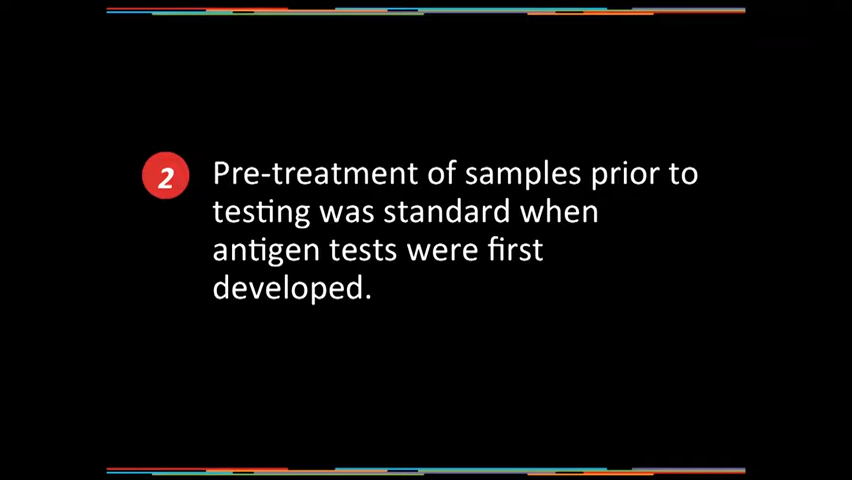 2
Pre-treatment of samples prior to
testing was standard when
antigen tests were first
developed.